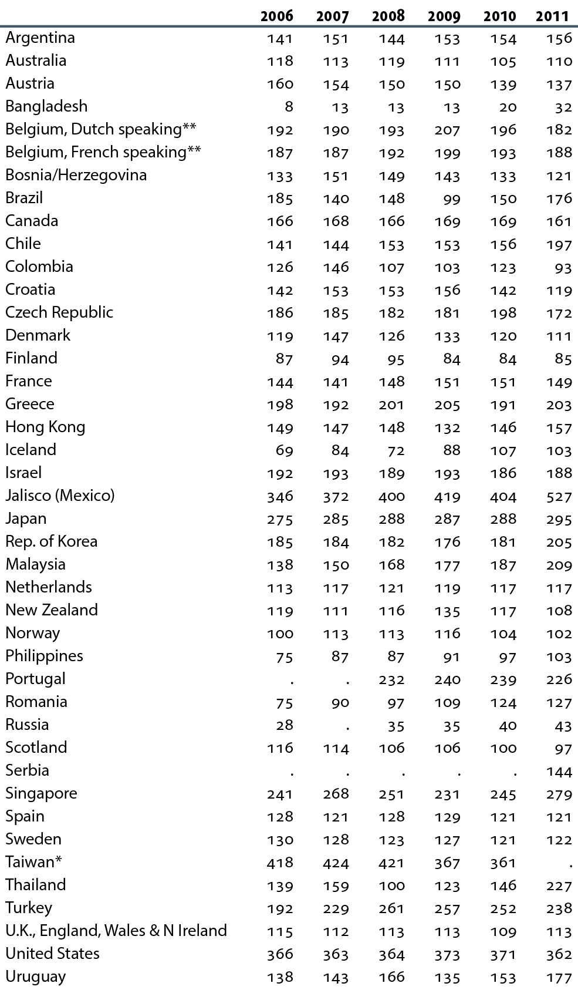 2006 2007 2008 2009 2010 2011
Argentina 141 151 144 153 154 156
Australia 118 113 119 111 105 110
Austria 160 154 150 150 139 137
Bangladesh 8 13 13 13 20 32
Belgium, Dutch speaking** 192 190 193 207 196 182
Belgium, French speaking** 187 187 192 199 193 188
Bosnia/Herzegovina 133 151 149 143 133 121
Brazil 185 140 148 99 150 176
Canada 166 168 166 169 169 161
Chile 141 144 153 153 156 197
Colombia 126 146 107 103 123 93
Croatia 142 153 153 156 142 119
Czech Republic 186 185 182 181 198 172
Denmark 119 147 126 133 120 111
Finland 87 94 95 84 84 85
France 144 141 148 151 151 149
Greece 198 192 201 205 191 203
Hong Kong 149 147 148 132 146 157
Iceland 69 84 72 88 107 103
Israel 192 193 189 193 186 188
Jalisco (Mexico) 346 372 400 419 404 527
Japan 275 285 288 287 288 295
Rep. of Korea 185 184 182 176 181 205
Malaysia 138 150 168 177 187 209
Netherlands 113 117 121 119 117 117
New Zealand 119 111 116 135 117 108
Norway 100 113 113 116 104 102
Philippines 75 87 87 91 97 103
Portugal . . 232 240 239 226
Romania 75 90 97 109 124 127
Russia 28 . 35 35 40 43
Scotland 116 114 106 106 100 97
Serbia . . . . . 144
Singapore 241 268 251 231 245 279
Spain 128 121 128 129 121 121
Sweden 130 128 123 127 121 122
Taiwan* 418 424 421 367 361 .
Thailand 139 159 100 123 146 227
Turkey 192 229 261 257 252 238
U.K., England, Wales & N Ireland 115 112 113 113 109 113
United States 366 363 364 373 371 362
Uruguay 138 143 166 135 153 177